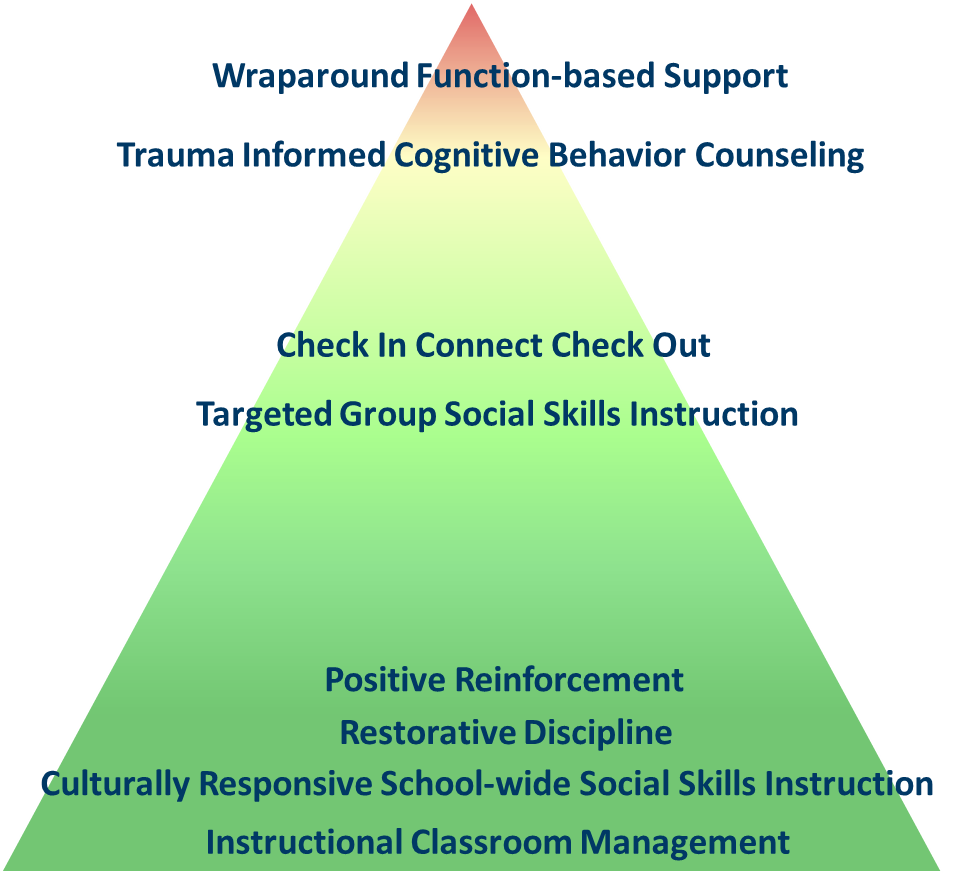 Wraparound Function-based Support
Trauma Informed Cognitive Behavior Counseling
Check In Connect Check Out
Targeted Group Social Skills Instruction
Positive Reinforcement
Restorative Discipline
Culturally Responsive School-wide Social Skills Instruction
Instructional Classroom Management